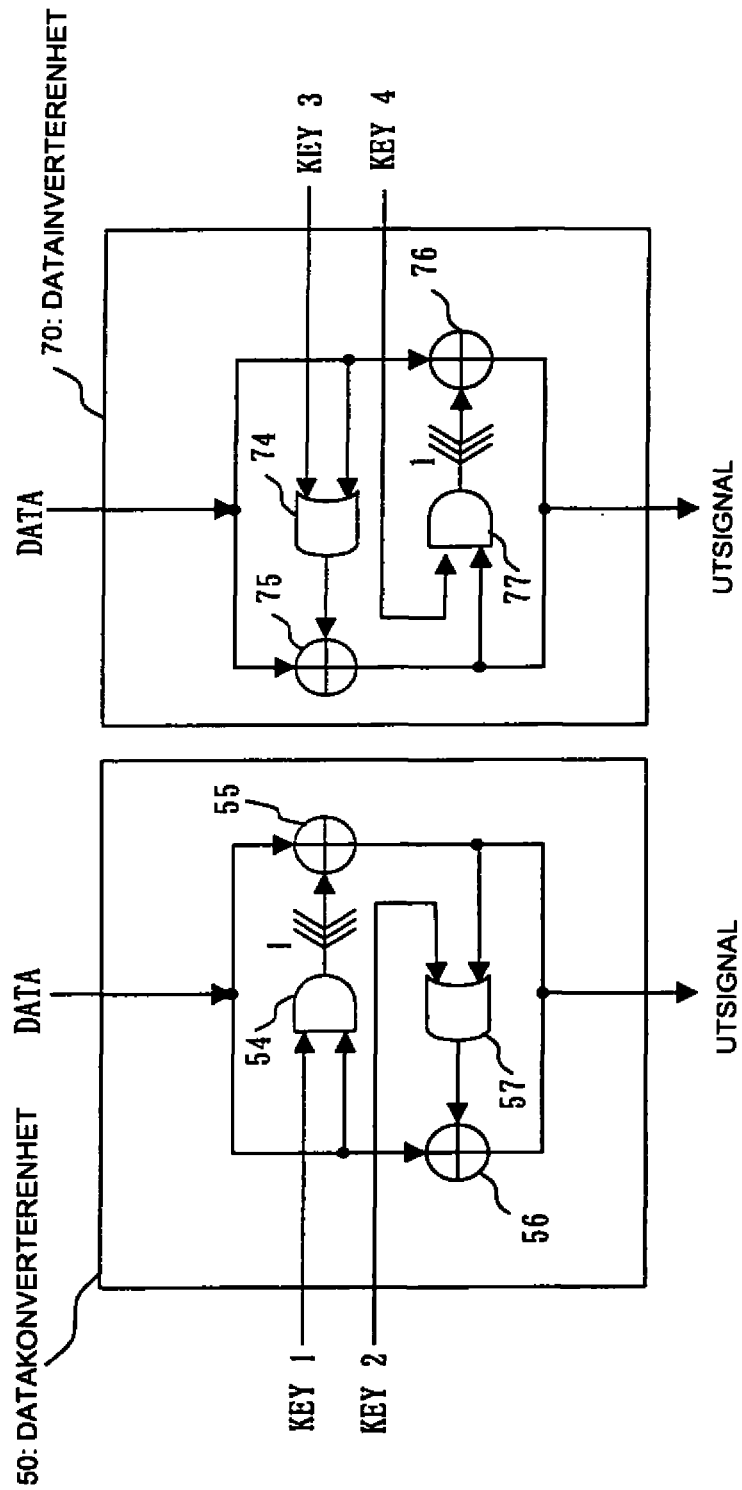 50: DATAKONVERTERENHET
DATA
KEY 1
KEY 2
54
1
55
56
57
UTSIGNAL
70: DATAINVERTERENHET
DATA
KEY 3
KEY 4
75
74
1
76
77
UTSIGNAL